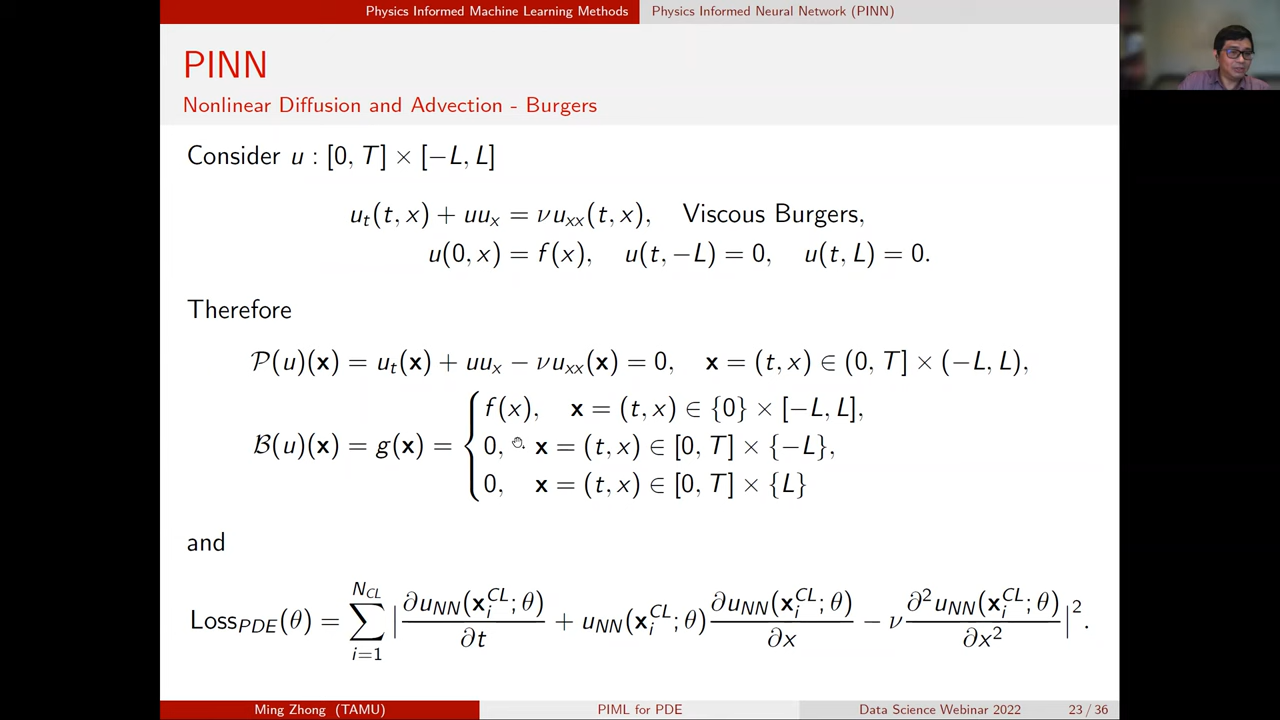 Physics Informed Machine Learning Methods Physics Informed Neural Network (PINN)
PINN
Nonlinear Diffusion and Advection - Burgers
Consider u : [0, T] × [−L, L]
u_t(t, x) + uu_x = νu_xx(t, x), Viscous Burgers,
u(0, x) = f(x), u(t, −L) = 0, u(t, L) = 0.
Therefore
𝒫(u)(𝐱) = u_t(𝐱) + uu_x − νu_xx(𝐱) = 0, 𝐱 = (t, x) ∈ (0, T] × (−L, L),
ℬ(u)(𝐱) = g(𝐱) = { f(x), 𝐱 = (t, x) ∈ {0} × [−L, L],
0, 𝐱 = (t, x) ∈ [0, T] × {−L},
0, 𝐱 = (t, x) ∈ [0, T] × {L}
and
Loss_PDE(θ) = ∑_{i=1}^{N_CL} |∂u_NN(𝐱_i^CL; θ)/∂t + u_NN(𝐱_i^CL; θ) ∂u_NN(𝐱_i^CL; θ)/∂x − ν ∂²u_NN(𝐱_i^CL; θ)/∂x²|².
Ming Zhong (TAMU) PIML for PDE Data Science Webinar 2022 23 / 36